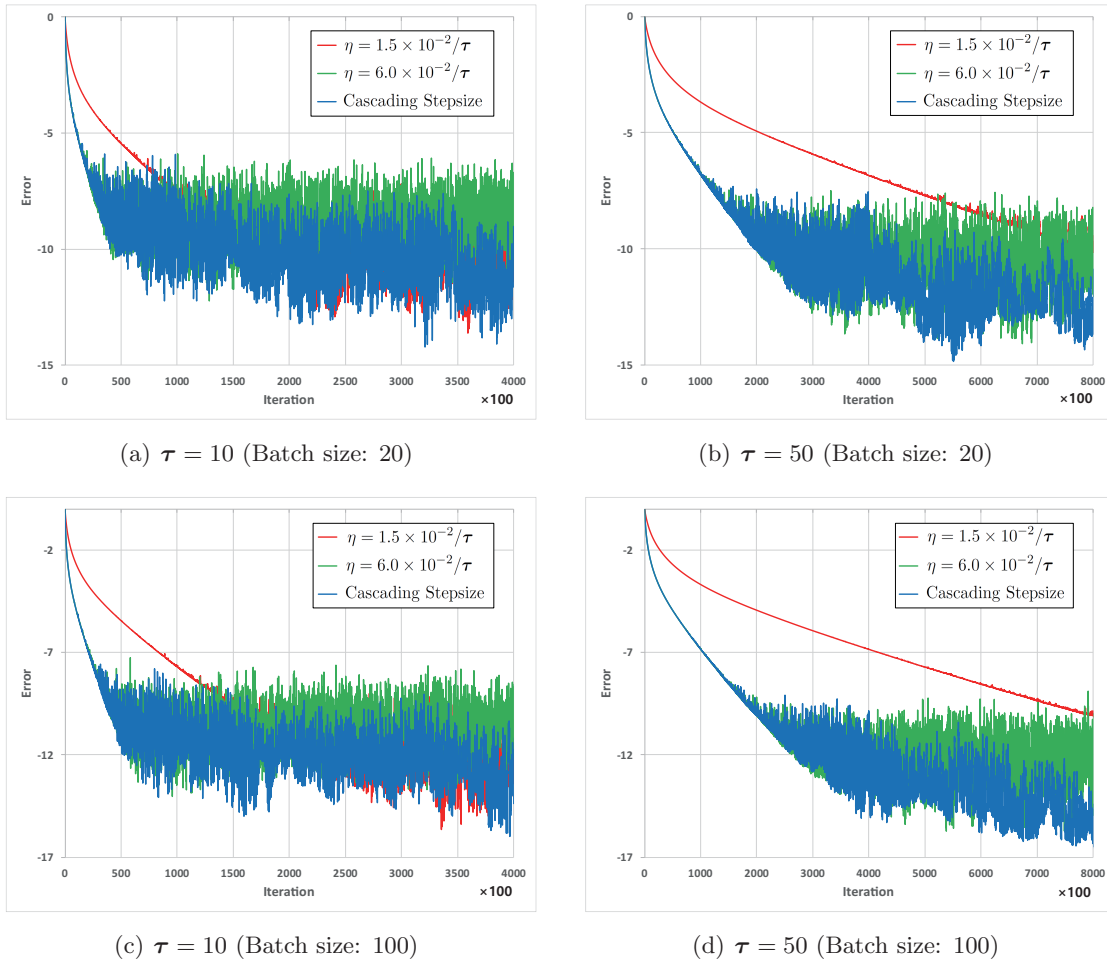 0
-5
-10
-15
Error
η = 1.5 × 10⁻²/τ
η = 6.0 × 10⁻²/τ
Cascading Stepsize
0 500 1000 1500 2000 2500 3000 3500 4000
Iteration
×100
(a) τ = 10 (Batch size: 20)
0
-5
-10
-15
Error
η = 1.5 × 10⁻²/τ
η = 6.0 × 10⁻²/τ
Cascading Stepsize
0 1000 2000 3000 4000 5000 6000 7000 8000
Iteration
×100
(b) τ = 50 (Batch size: 20)
-2
-7
-12
-17
Error
η = 1.5 × 10⁻²/τ
η = 6.0 × 10⁻²/τ
Cascading Stepsize
0 500 1000 1500 2000 2500 3000 3500 4000
Iteration
×100
(c) τ = 10 (Batch size: 100)
-2
-7
-12
-17
Error
η = 1.5 × 10⁻²/τ
η = 6.0 × 10⁻²/τ
Cascading Stepsize
0 1000 2000 3000 4000 5000 6000 7000 8000
Iteration
×100
(d) τ = 50 (Batch size: 100)